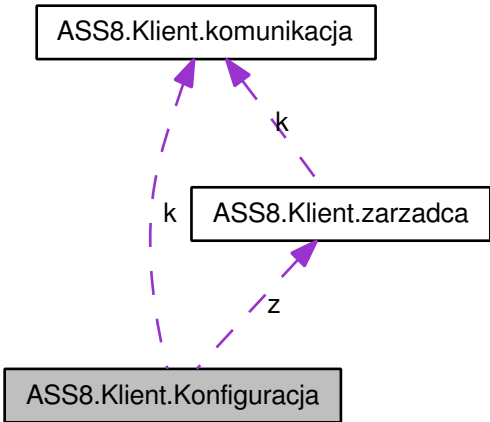 ASS8.Klient.komunikacja
k
ASS8.Klient.zarzadca
k
z
ASS8.Klient.Konfiguracja